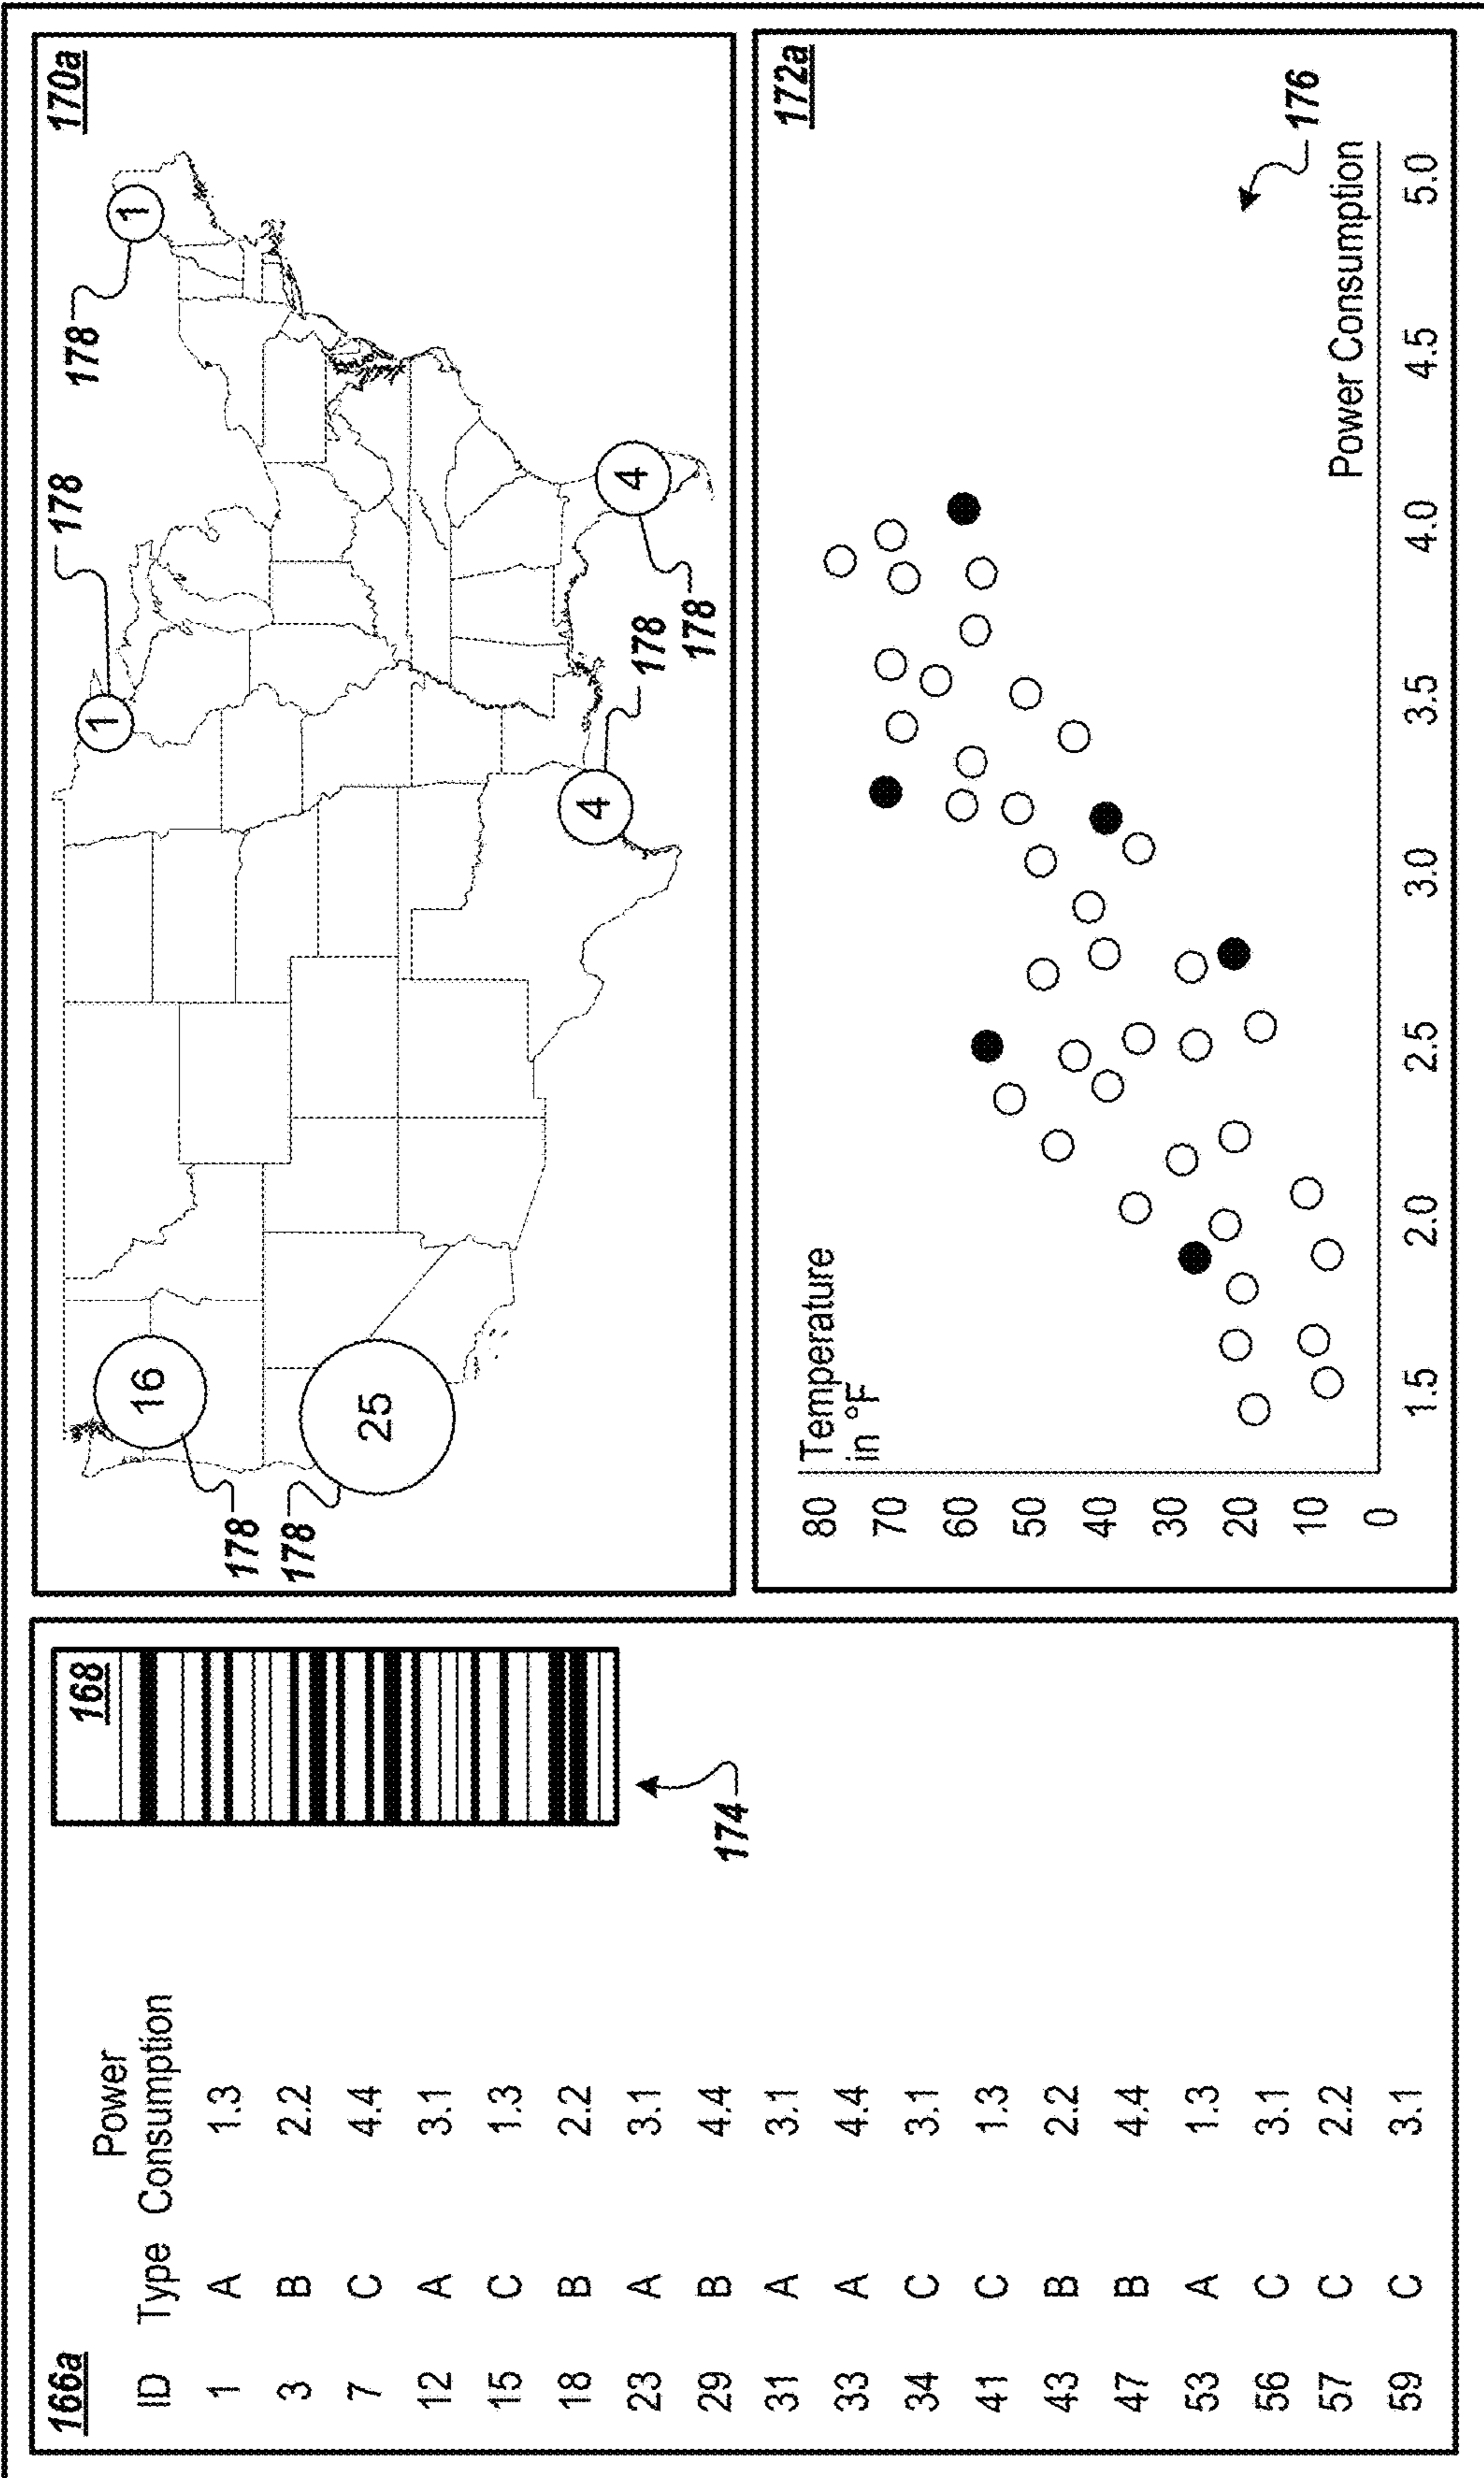 166a
ID Type Power Consumption
1 A 1.3
3 B 2.2
7 C 4.4
12 A 3.1
15 C 1.3
18 B 2.2
23 A 3.1
29 B 4.4
31 A 3.1
33 A 4.4
34 C 3.1
41 C 1.3
43 B 2.2
47 B 4.4
53 A 1.3
56 C 3.1
57 C 2.2
59 C 3.1
168
174
170a
178
1
178
1
16
178
178
25
4
178
4
178
172a
Temperature
in °F
80
70
60
50
40
30
20
10
0
176
Power Consumption
1.5 2.0 2.5 3.0 3.5 4.0 4.5 5.0